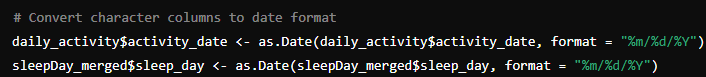 # Convert character columns to date format
daily_activity$activity_date <- as.Date(daily_activity$activity_date, format = "%m/%d/%Y")
sleepDay_merged$sleep_day <- as.Date(sleepDay_merged$sleep_day, format = "%m/%d/%Y")